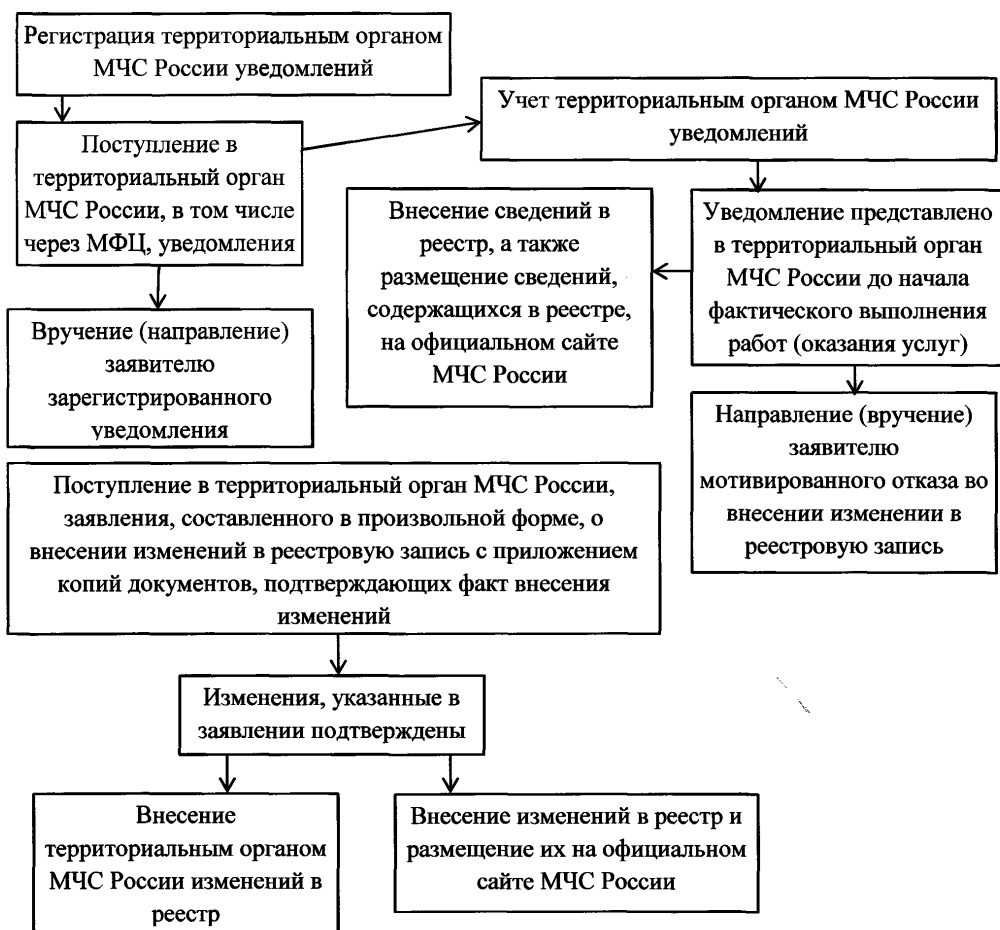 Регистрация территориальным органом
МЧС России уведомлений
Учет территориальным органом МЧС России
уведомлений
Поступление в
территориальный орган
МЧС России, в том числе
через МФЦ, уведомления
Внесение сведений в
реестр, а также
размещение сведений,
содержащихся в реестре,
на официальном сайте
МЧС России
Уведомление представлено
в территориальный орган
МЧС России до начала
фактического выполнения
работ (оказания услуг)
Вручение (направление)
заявителю
зарегистрированного
уведомления
Направление (вручение)
заявителю
мотивированного отказа во
внесении изменении в
реестровую запись
Поступление в территориальный орган МЧС России,
заявления, составленного в произвольной форме, о
внесении изменений в реестровую запись с приложением
копий документов, подтверждающих факт внесения
изменений
Изменения, указанные в
заявлении подтверждены
Внесение
территориальным органом
МЧС России изменений в
реестр
Внесение изменений в реестр и
размещение их на официальном
сайте МЧС России